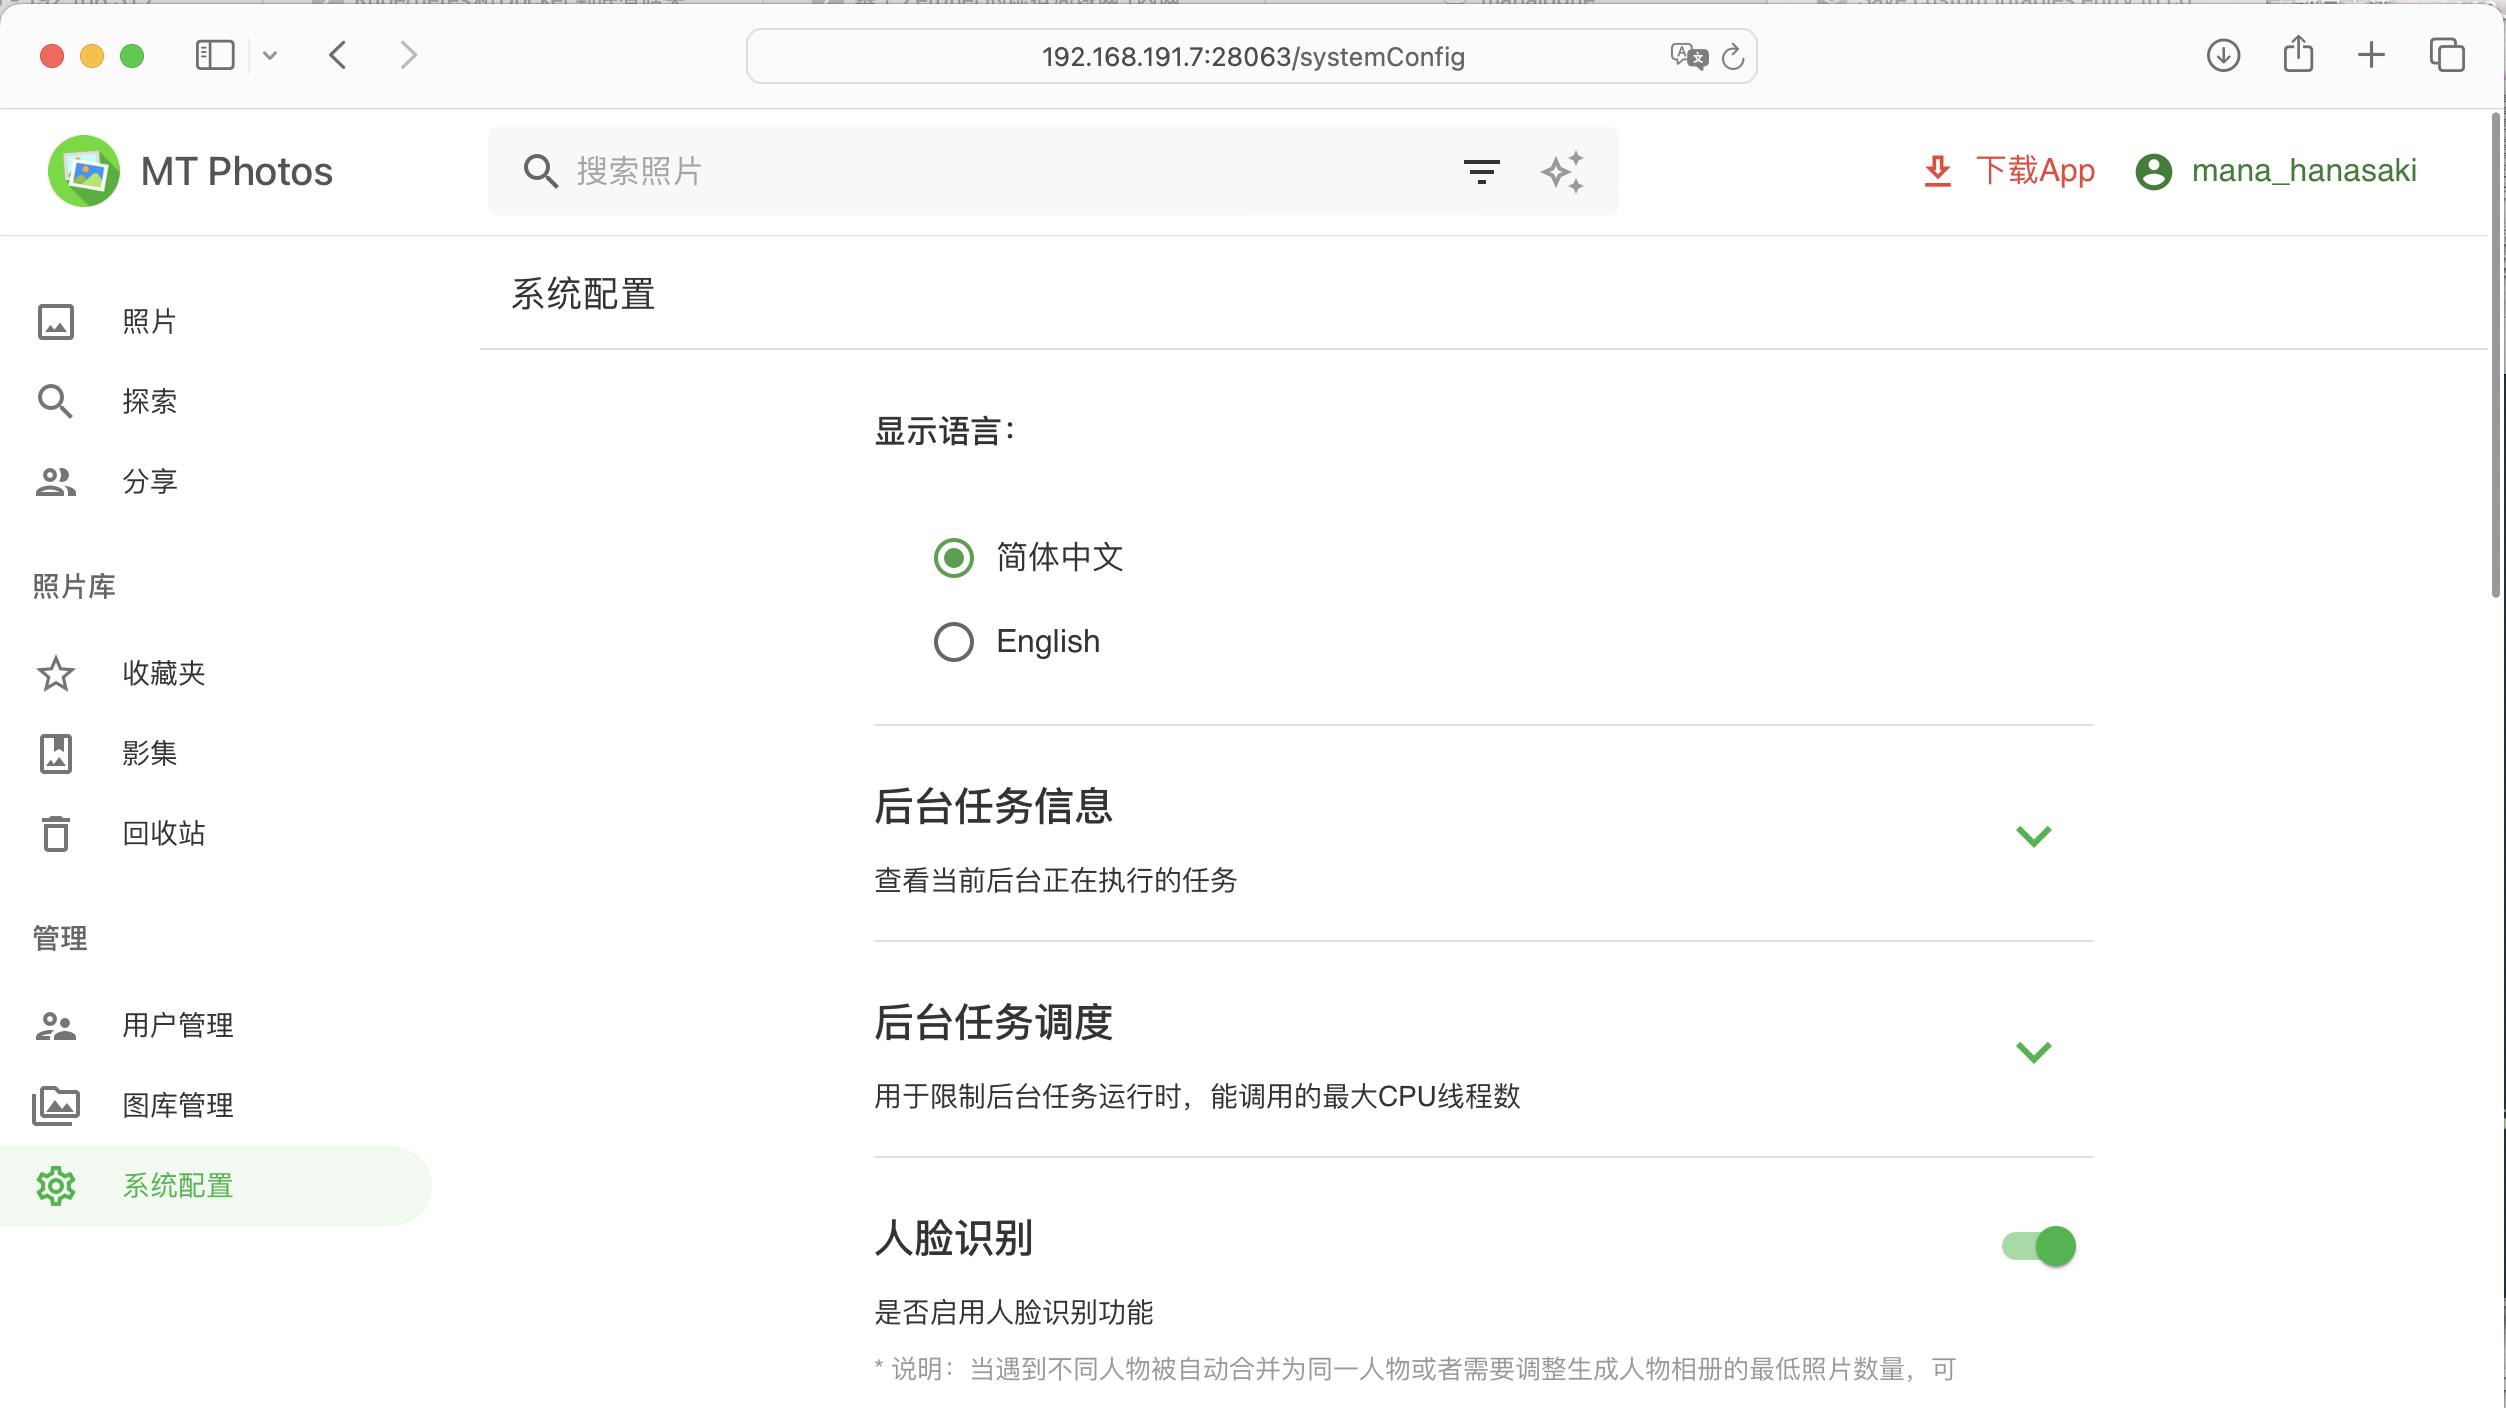 192.168.191.7:28063/systemConfig
MT Photos
搜索照片
下载App
mana_hanasaki
系统配置
照片
探索
分享
照片库
收藏夹
影集
回收站
管理
用户管理
图库管理
系统配置
显示语言：
简体中文
English
后台任务信息
查看当前后台正在执行的任务
后台任务调度
用于限制后台任务运行时，能调用的最大CPU线程数
人脸识别
是否启用人脸识别功能
* 说明：当遇到不同人物被自动合并为同一人物或者需要调整生成人物相册的最低照片数量，可